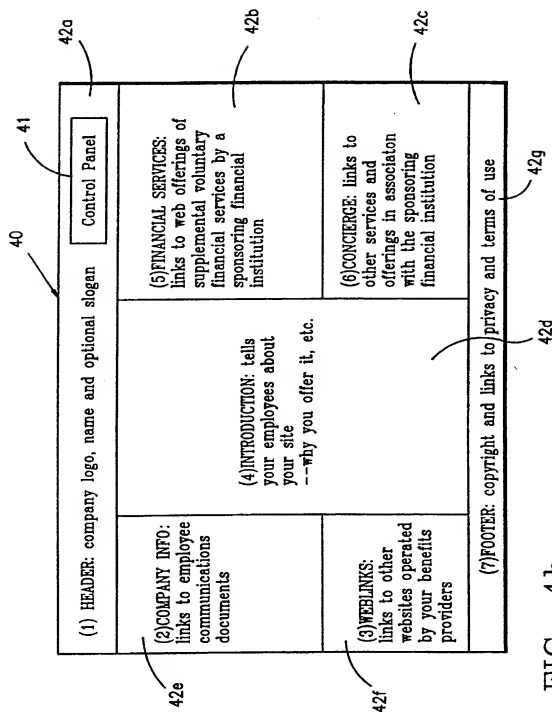 40
41
42a
(1) HEADER: company logo, name and optional slogan
Control Panel
(2)COMPANY INFO:
links to employee
communications
documents
42e
(3)WEBLINKS:
links to other
websites operated
by your benefits
providers
42f
(4)INTRODUCTION: tells
your employees about
your site
--why you offer it, etc.
42d
(5)FINANCIAL SERVICES:
links to web offerings of
supplemental voluntary
financial services by a
sponsoring financial
institution
42b
(6)CONCIERGE: links to
other services and
offerings in associaton
with the sponsoring
financial institution
42c
(7)FOOTER: copyright and links to privacy and terms of use
42g